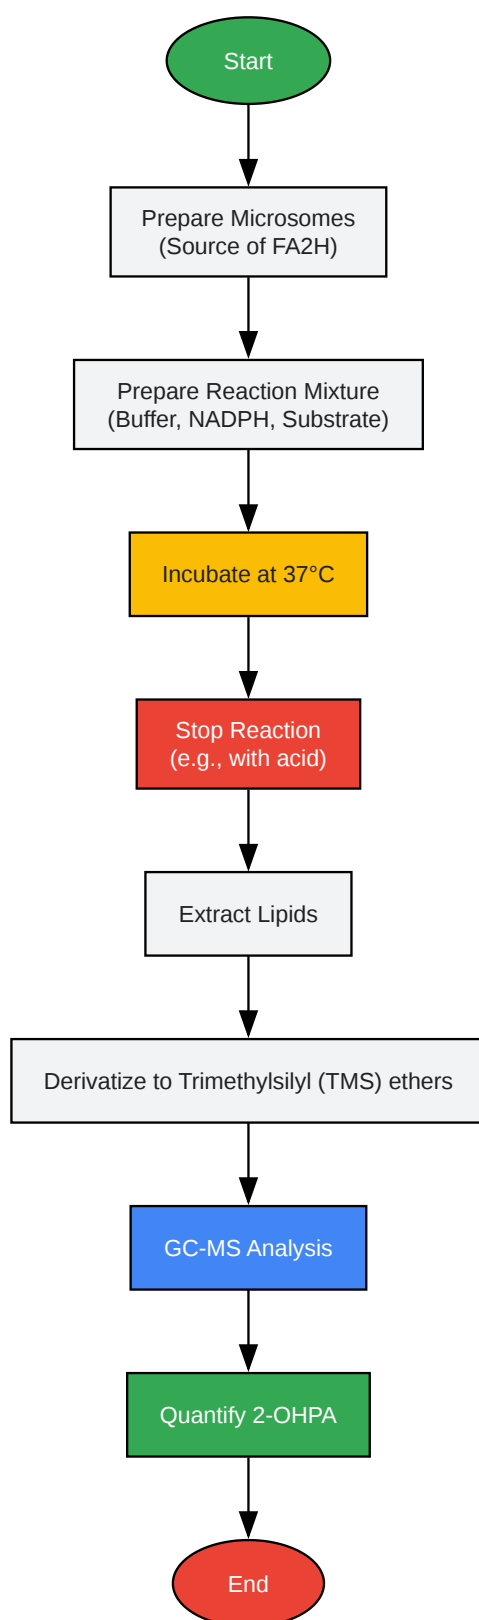 Start
Prepare Microsomes
(Source of FA2H)
Prepare Reaction Mixture
(Buffer, NADPH, Substrate)
Incubate at 37°C
Stop Reaction
(e.g., with acid)
Extract Lipids
Derivatize to Trimethylsilyl (TMS) ethers
GC-MS Analysis
Quantify 2-OHPA
End